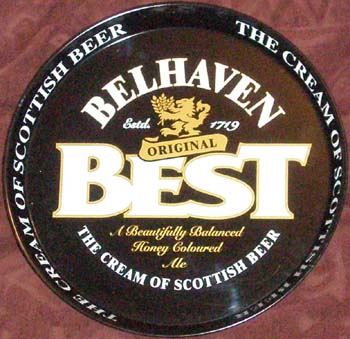 THE CREAM OF SCOTTISH BEER
THE CREAM OF SCOTTISH BEER
BELHAVEN
Estd. 1719
ORIGINAL
BEST
A Beautifully Balanced
Honey Coloured
Ale
THE CREAM OF SCOTTISH BEER